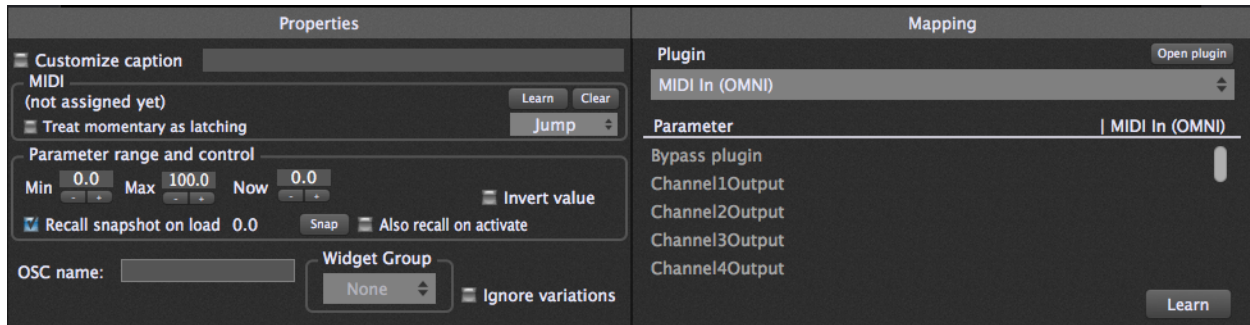 Properties
Customize caption
MIDI
(not assigned yet)
Learn
Clear
Treat momentary as latching
Jump
Parameter range and control
Min 0.0 Max 100.0 Now 0.0
- + - + - +
Invert value
Recall snapshot on load 0.0 Snap Also recall on activate
OSC name:
Widget Group
None
Ignore variations
Mapping
Plugin
Open plugin
MIDI In (OMNI)
Parameter | MIDI In (OMNI)
Bypass plugin
Channel1Output
Channel2Output
Channel3Output
Channel4Output
Learn